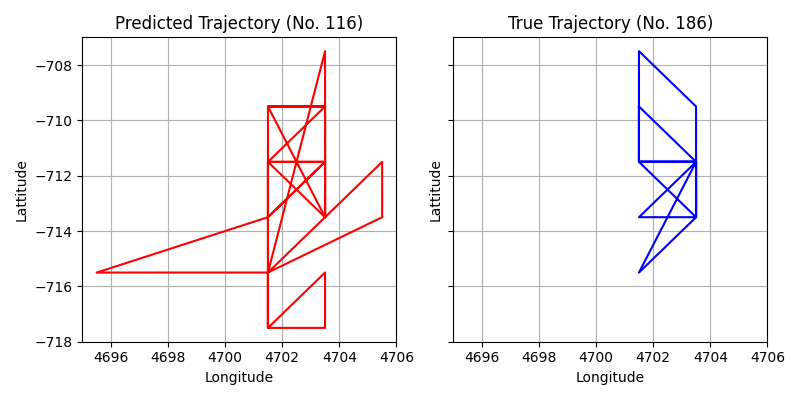 Predicted Trajectory (No. 116)
True Trajectory (No. 186)
−708
−710
−712
−714
−716
−718
Lattitude
Lattitude
4696 4698 4700 4702 4704 4706
4696 4698 4700 4702 4704 4706
Longitude
Longitude